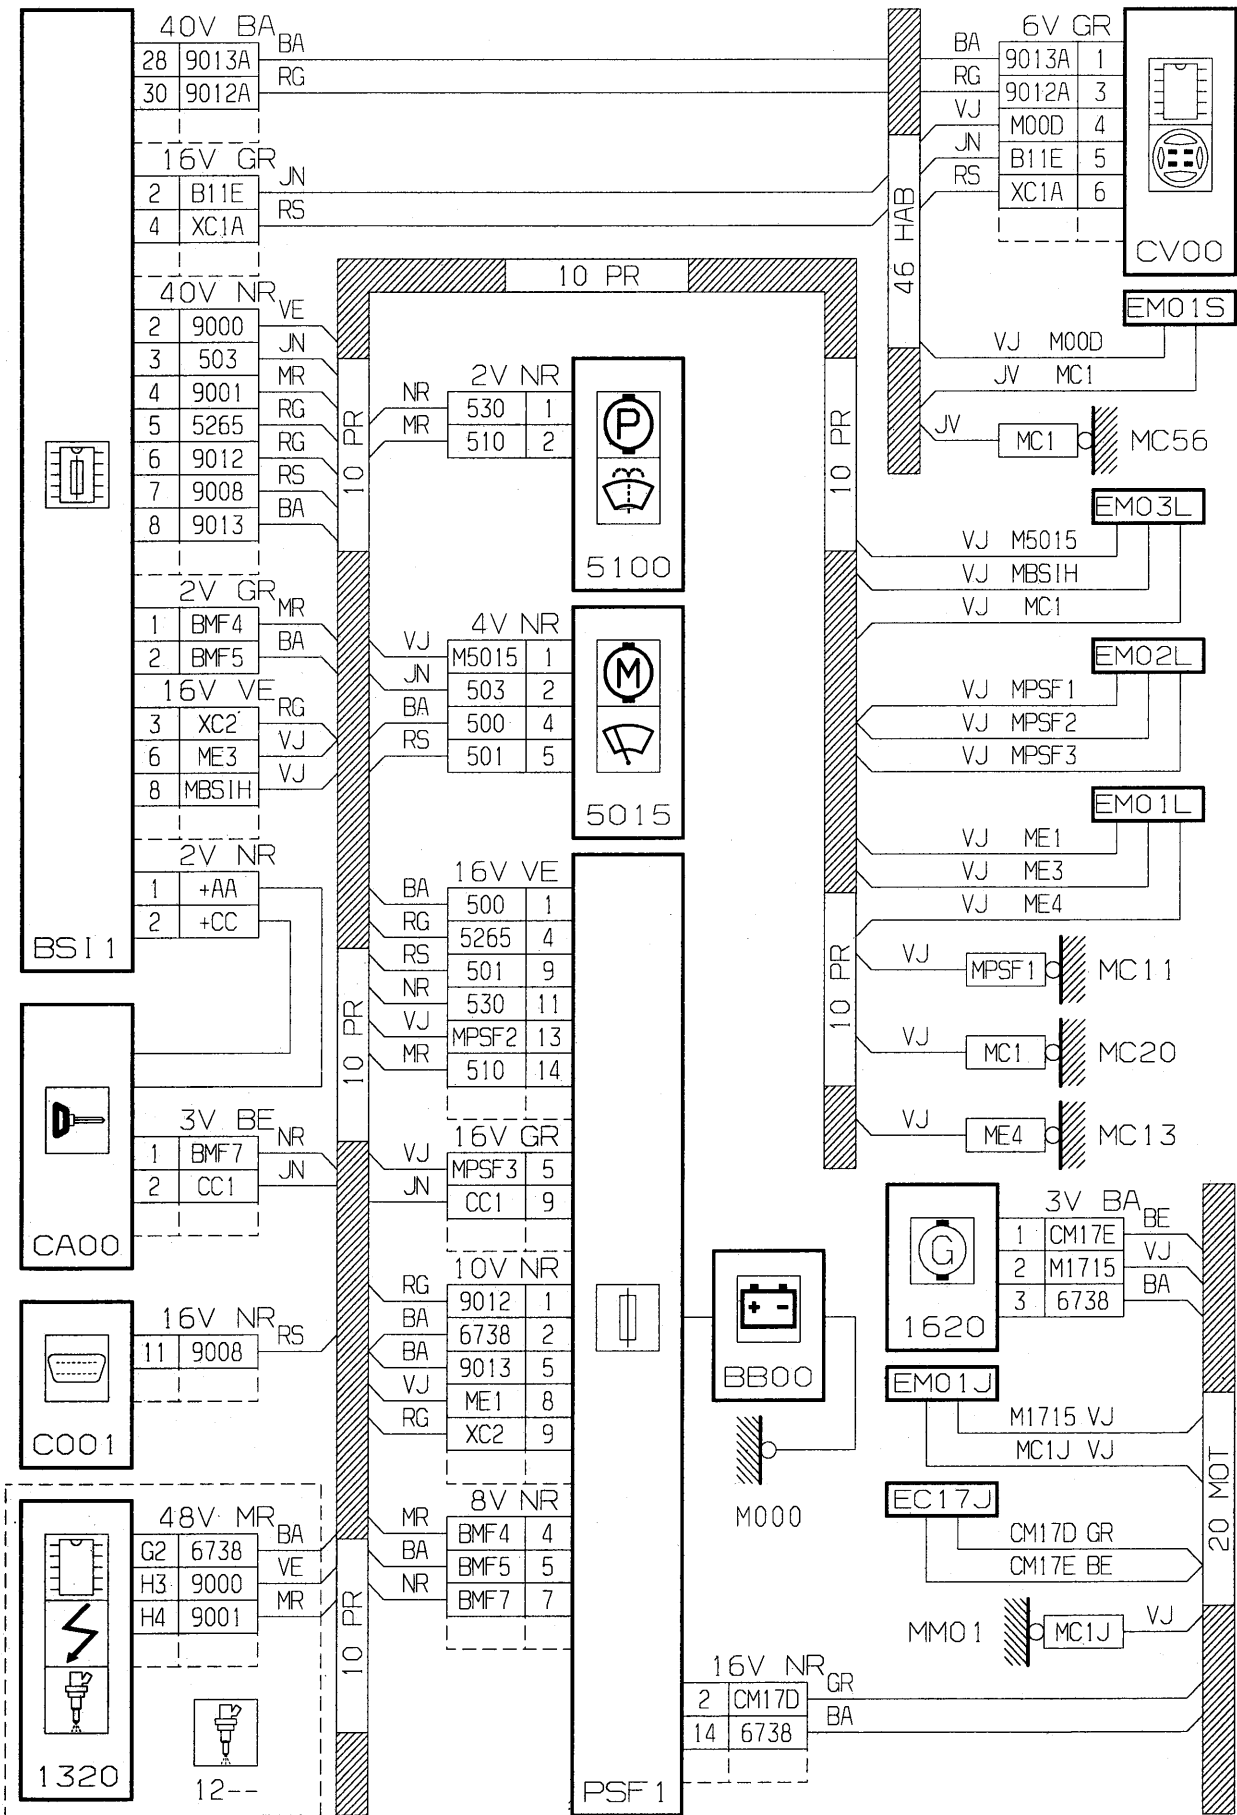 40V BA
28 9013A BA
30 9012A RG
16V GR
2 B11E JN
4 XC1A RS
40V NR
2 9000 VE
3 503 JN
4 9001 MR
5 5265 RG
6 9012 RG
7 9008 RS
8 9013 BA
2V GR
1 BMF4 MR
2 BMF5 BA
16V VE
3 XC2 RG
6 ME3 VJ
8 MBSIH VJ
2V NR
1 +AA
2 +CC
BSI1
3V BE
1 BMF7 NR
2 CC1 JN
CA00
16V NR
11 9008 RS
C001
48V MR
G2 6738 BA
H3 9000 VE
H4 9001 MR
1320
12--
10 PR
10 PR
10 PR
10 PR
2V NR
NR 530 1
MR 510 2
P
5100
4V NR
VJ M5015 1
JN 503 2
BA 500 4
RS 501 5
M
5015
16V VE
BA 500 1
RG 5265 4
RS 501 9
NR 530 11
VJ MPSF2 13
MR 510 14
16V GR
VJ MPSF3 5
JN CC1 9
10V NR
RG 9012 1
BA 6738 2
BA 9013 5
VJ ME1 8
RG XC2 9
8V NR
MR BMF4 4
BA BMF5 5
NR BMF7 7
PSF1
16V NR
2 CM17D GR
14 6738 BA
+ -
BB00
M000
10 PR
10 PR
46 HAB
6V GR
BA 9013A 1
RG 9012A 3
VJ M00D 4
JN B11E 5
RS XC1A 6
CV00
EM01S
VJ M00D
JV MC1
JV MC1 MC56
EM03L
VJ M5015
VJ MBSIH
VJ MC1
EM02L
VJ MPSF1
VJ MPSF2
VJ MPSF3
EM01L
VJ ME1
VJ ME3
VJ ME4
VJ MPSF1 MC11
VJ MC1 MC20
VJ ME4 MC13
3V BA
1 CM17E BE
2 M1715 VJ
3 6738 BA
G
1620
EM01J
M1715 VJ
MC1J VJ
EC17J
CM17D GR
CM17E BE
MM01 MC1J VJ
20 MOT